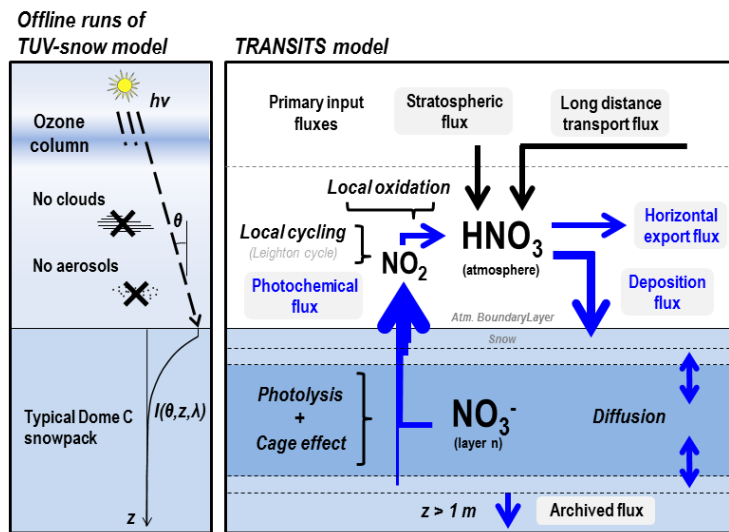 Offline runs of
TUV-snow model
TRANSITS model
hν
Ozone
column
No clouds
θ
No aerosols
Typical Dome C
snowpack
I(θ,z,λ)
z
Primary input
fluxes
Stratospheric
flux
Long distance
transport flux
Local oxidation
Local cycling
(Leighton cycle)
NO₂
HNO₃
(atmosphere)
Horizontal
export flux
Photochemical
flux
Deposition
flux
Atm. BoundaryLayer
Snow
Photolysis
+
Cage effect
NO₃⁻
(layer n)
Diffusion
z > 1 m
Archived flux